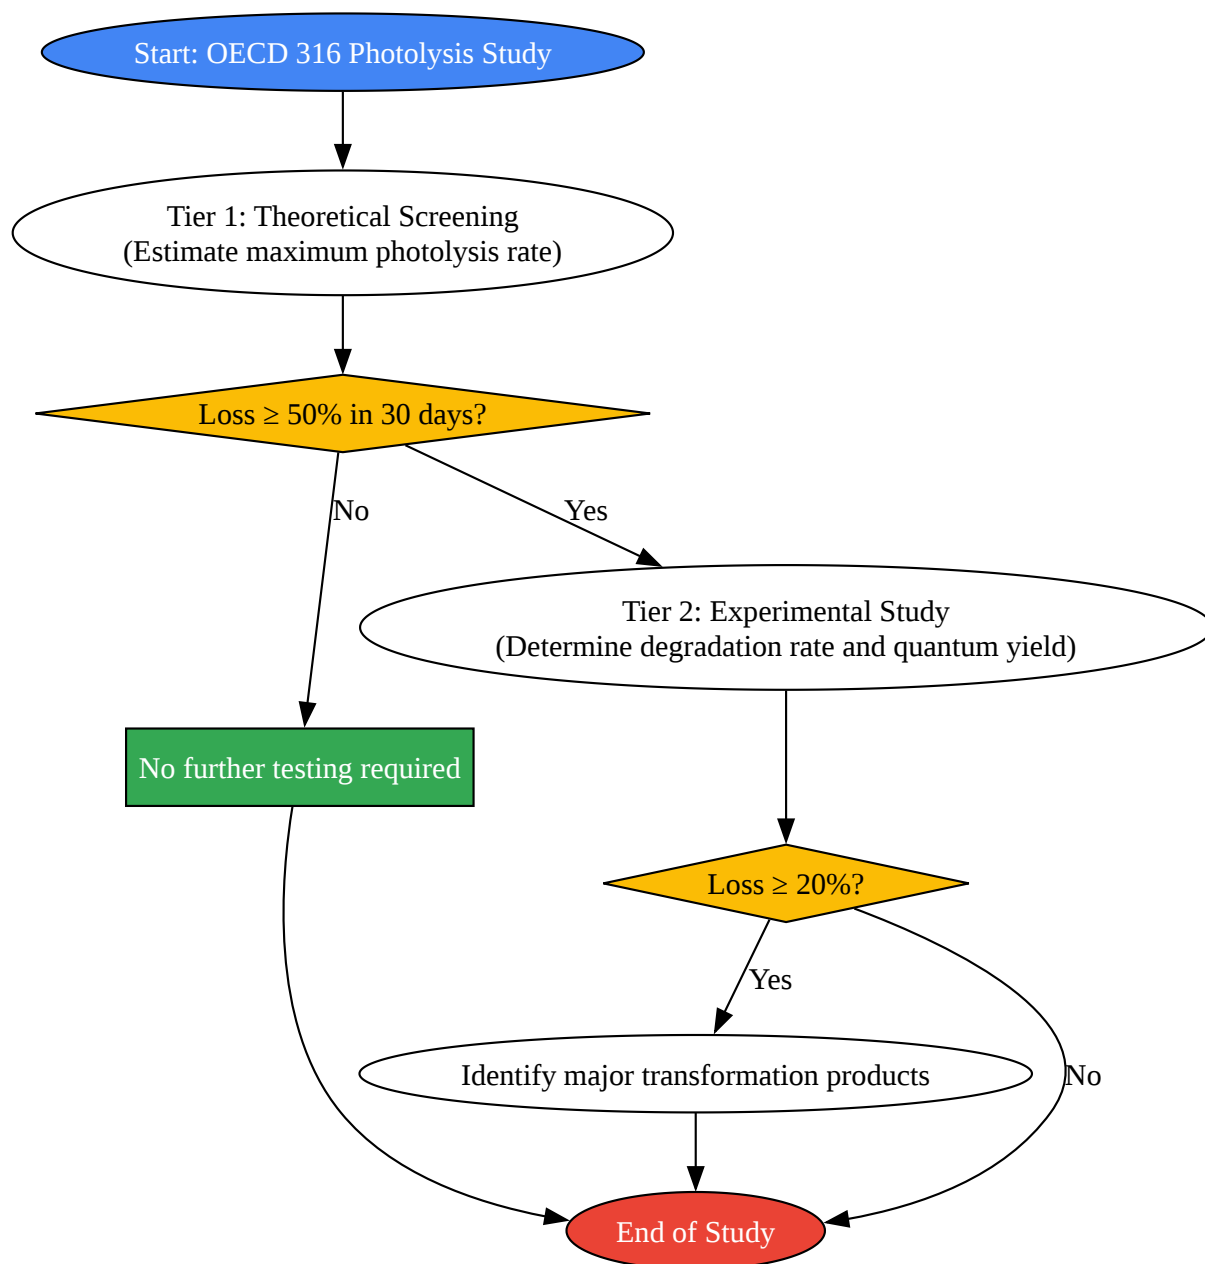 Start: OECD 316 Photolysis Study
Tier 1: Theoretical Screening
(Estimate maximum photolysis rate)
Loss ≥ 50% in 30 days?
No
Yes
Tier 2: Experimental Study
(Determine degradation rate and quantum yield)
No further testing required
Loss ≥ 20%?
Yes
Identify major transformation products
No
End of Study